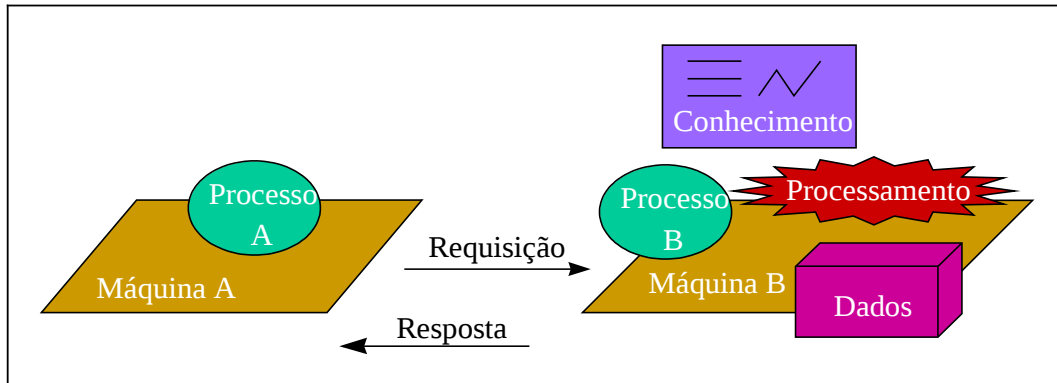 Conhecimento
Processo
A
Máquina A
Requisição
Resposta
Processo
B
Processamento
Máquina B
Dados